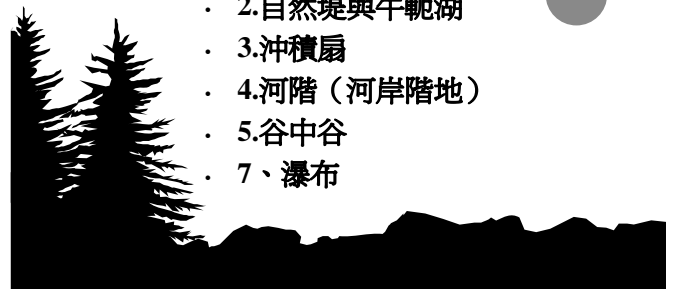 · 2.自然堤與牛軛湖
· 3.沖積扇
· 4.河階（河岸階地）
· 5.谷中谷
· 7、瀑布